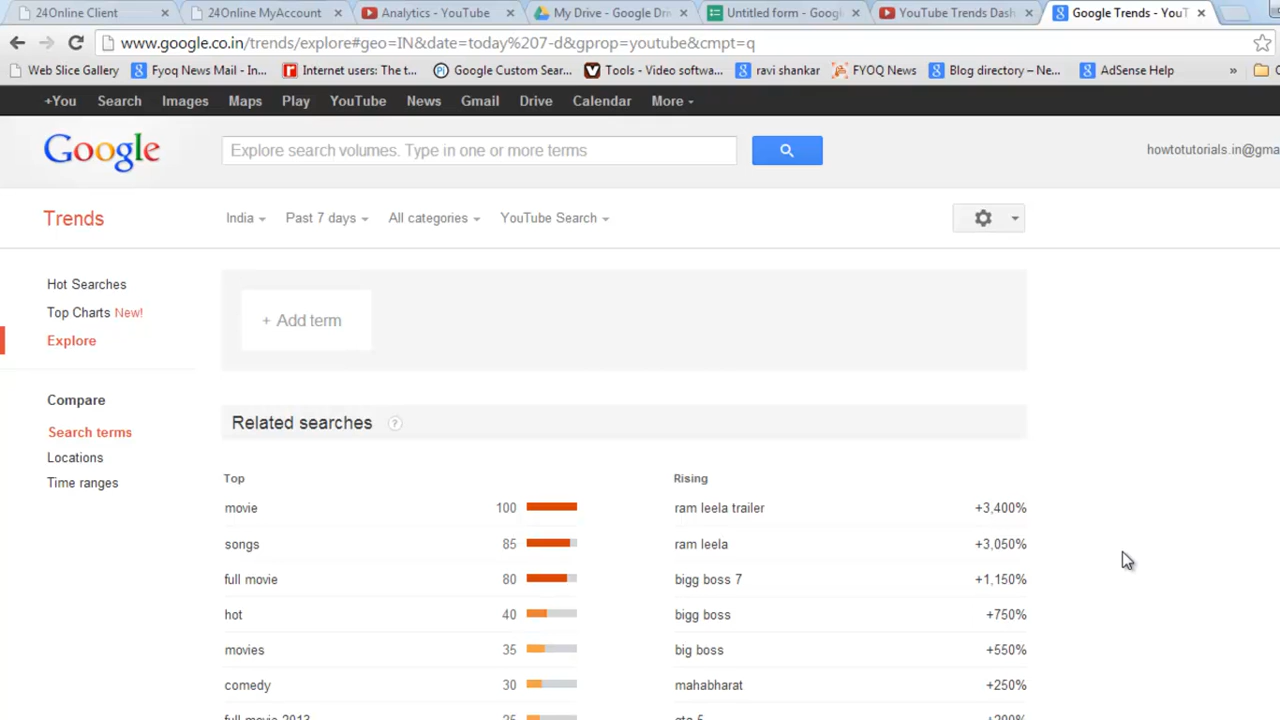 24Online Client
24Online MyAccount
Analytics - YouTube
My Drive - Google Dri
Untitled form - Googl
YouTube Trends Dash
Google Trends - YouT
www.google.co.in/trends/explore#geo=IN&date=today%207-d&gprop=youtube&cmpt=q
Web Slice Gallery
Fyoq News Mail - In...
Internet users: The t...
Google Custom Sear...
Tools - Video softwa...
ravi shankar
FYOQ News
Blog directory – Ne...
AdSense Help
»
+You Search Images Maps Play YouTube News Gmail Drive Calendar More
Google
Explore search volumes. Type in one or more terms
howtotutorials.in@gma
Trends
India Past 7 days All categories YouTube Search
Hot Searches
Top Charts New!
Explore
Compare
Search terms
Locations
Time ranges
+ Add term
Related searches ?
Top
movie 100
songs 85
full movie 80
hot 40
movies 35
comedy 30
full movie 2013 25
Rising
ram leela trailer +3,400%
ram leela +3,050%
bigg boss 7 +1,150%
bigg boss +750%
big boss +550%
mahabharat +250%
gta 5 +200%